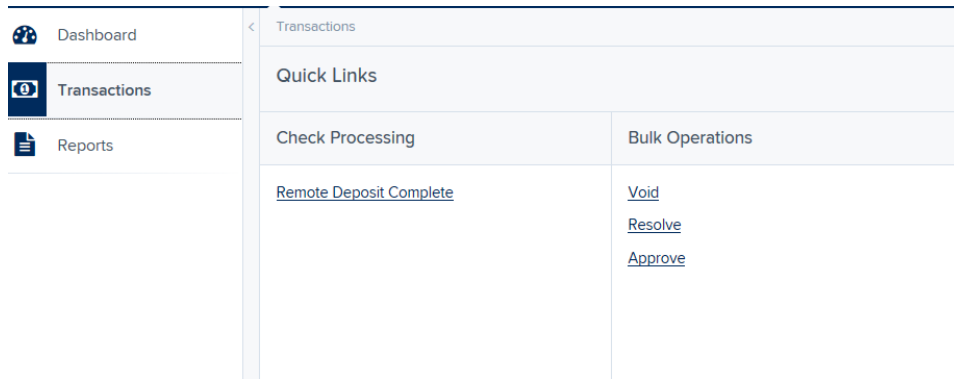 Dashboard
Transactions
Reports
<
Transactions
Quick Links
Check Processing
Remote Deposit Complete
Bulk Operations
Void
Resolve
Approve